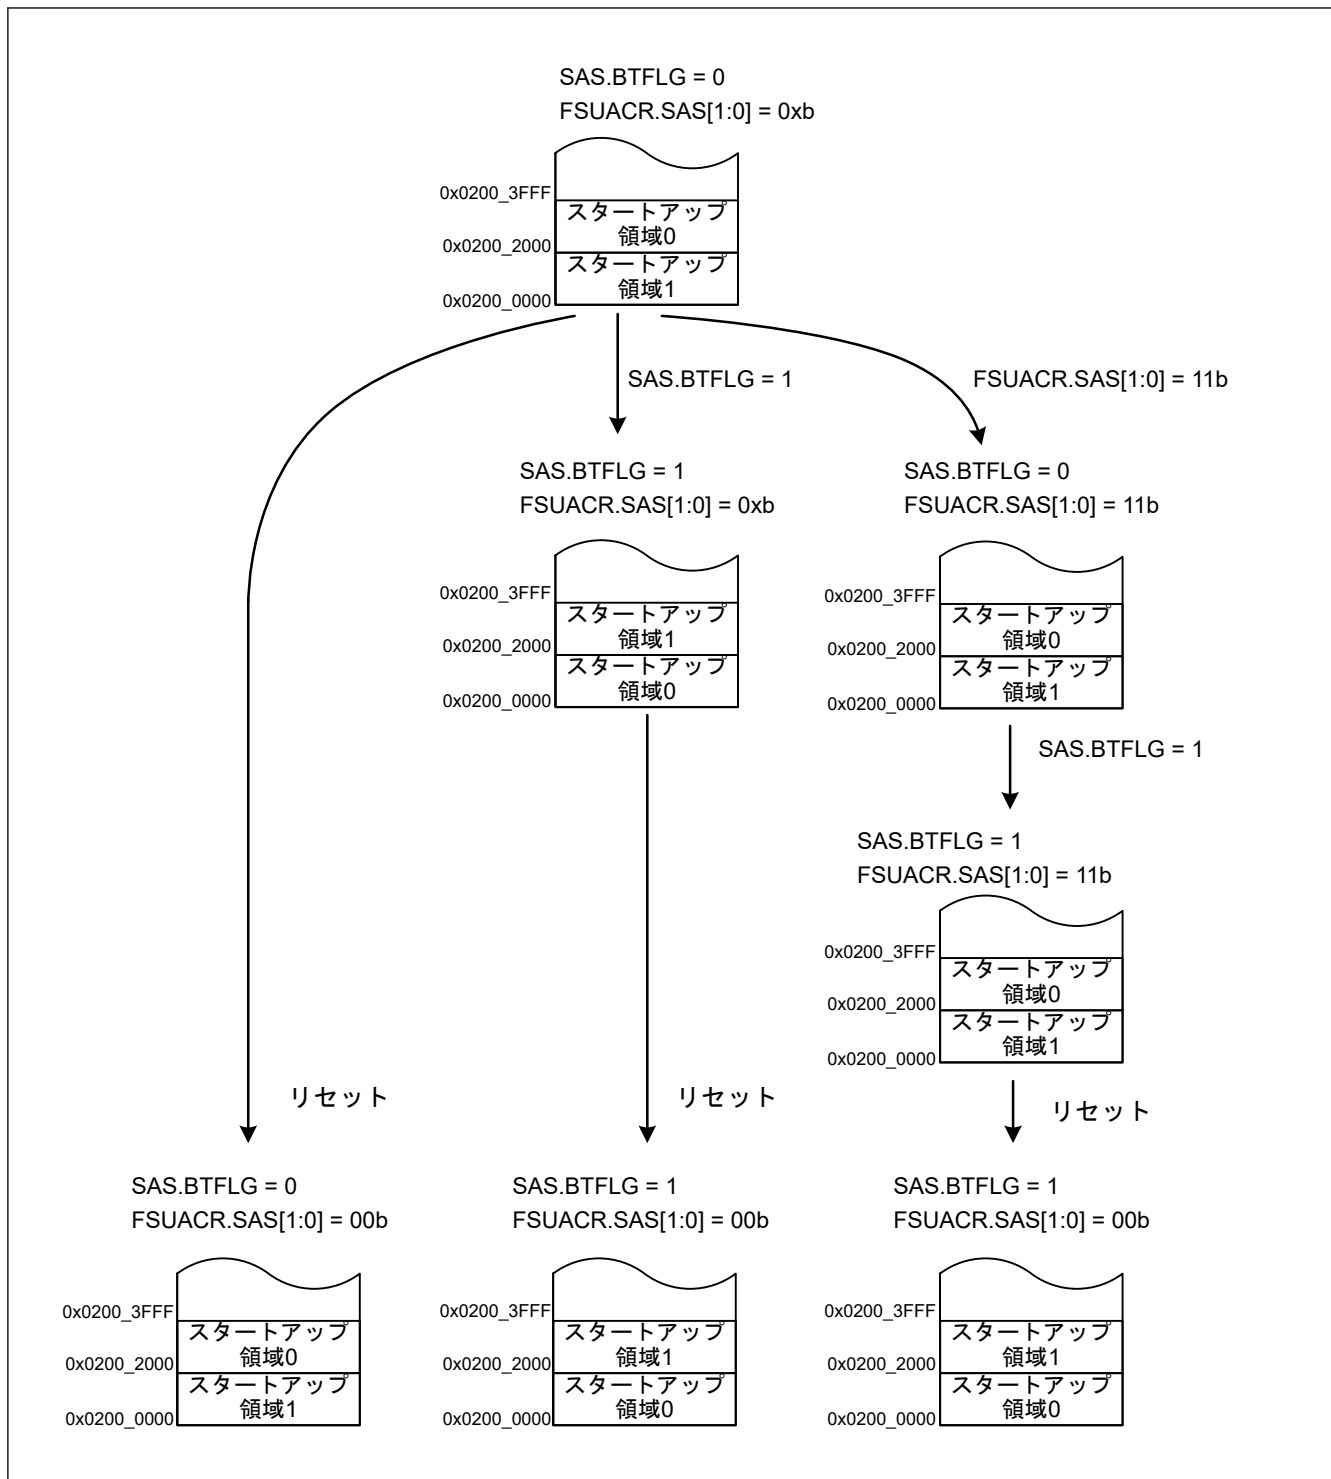 SAS.BTFLG = 0
FSUACR.SAS[1:0] = 0xb
0x0200_3FFF
スタートアップ
領域0
0x0200_2000
スタートアップ
領域1
0x0200_0000
SAS.BTFLG = 1
FSUACR.SAS[1:0] = 11b
SAS.BTFLG = 1
FSUACR.SAS[1:0] = 0xb
0x0200_3FFF
スタートアップ
領域1
0x0200_2000
スタートアップ
領域0
0x0200_0000
SAS.BTFLG = 0
FSUACR.SAS[1:0] = 11b
0x0200_3FFF
スタートアップ
領域0
0x0200_2000
スタートアップ
領域1
0x0200_0000
SAS.BTFLG = 1
SAS.BTFLG = 1
FSUACR.SAS[1:0] = 11b
0x0200_3FFF
スタートアップ
領域0
0x0200_2000
スタートアップ
領域1
0x0200_0000
リセット
リセット
リセット
SAS.BTFLG = 0
FSUACR.SAS[1:0] = 00b
0x0200_3FFF
スタートアップ
領域0
0x0200_2000
スタートアップ
領域1
0x0200_0000
SAS.BTFLG = 1
FSUACR.SAS[1:0] = 00b
0x0200_3FFF
スタートアップ
領域1
0x0200_2000
スタートアップ
領域0
0x0200_0000
SAS.BTFLG = 1
FSUACR.SAS[1:0] = 00b
0x0200_3FFF
スタートアップ
領域1
0x0200_2000
スタートアップ
領域0
0x0200_0000